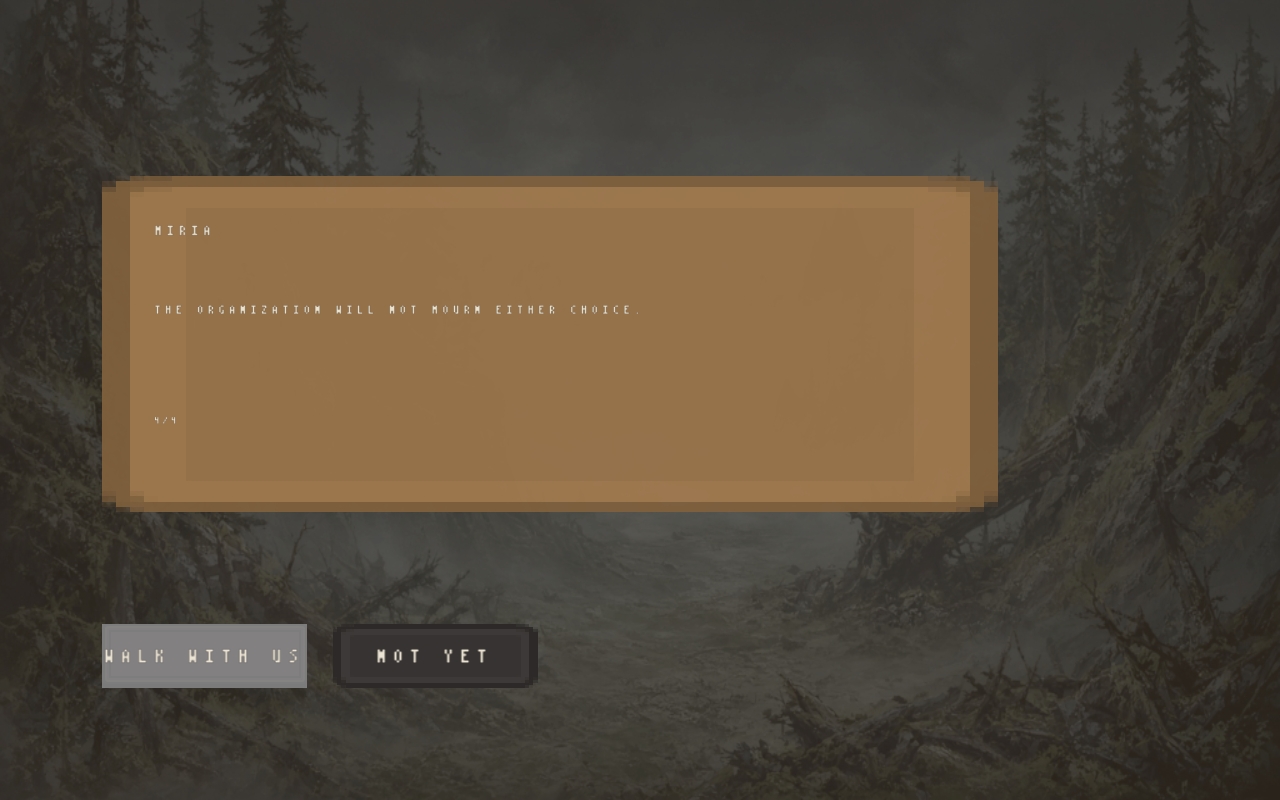 MIRIA
THE ORGANIZATION WILL NOT MOURN EITHER CHOICE.
4/4
WALK WITH US
NOT YET